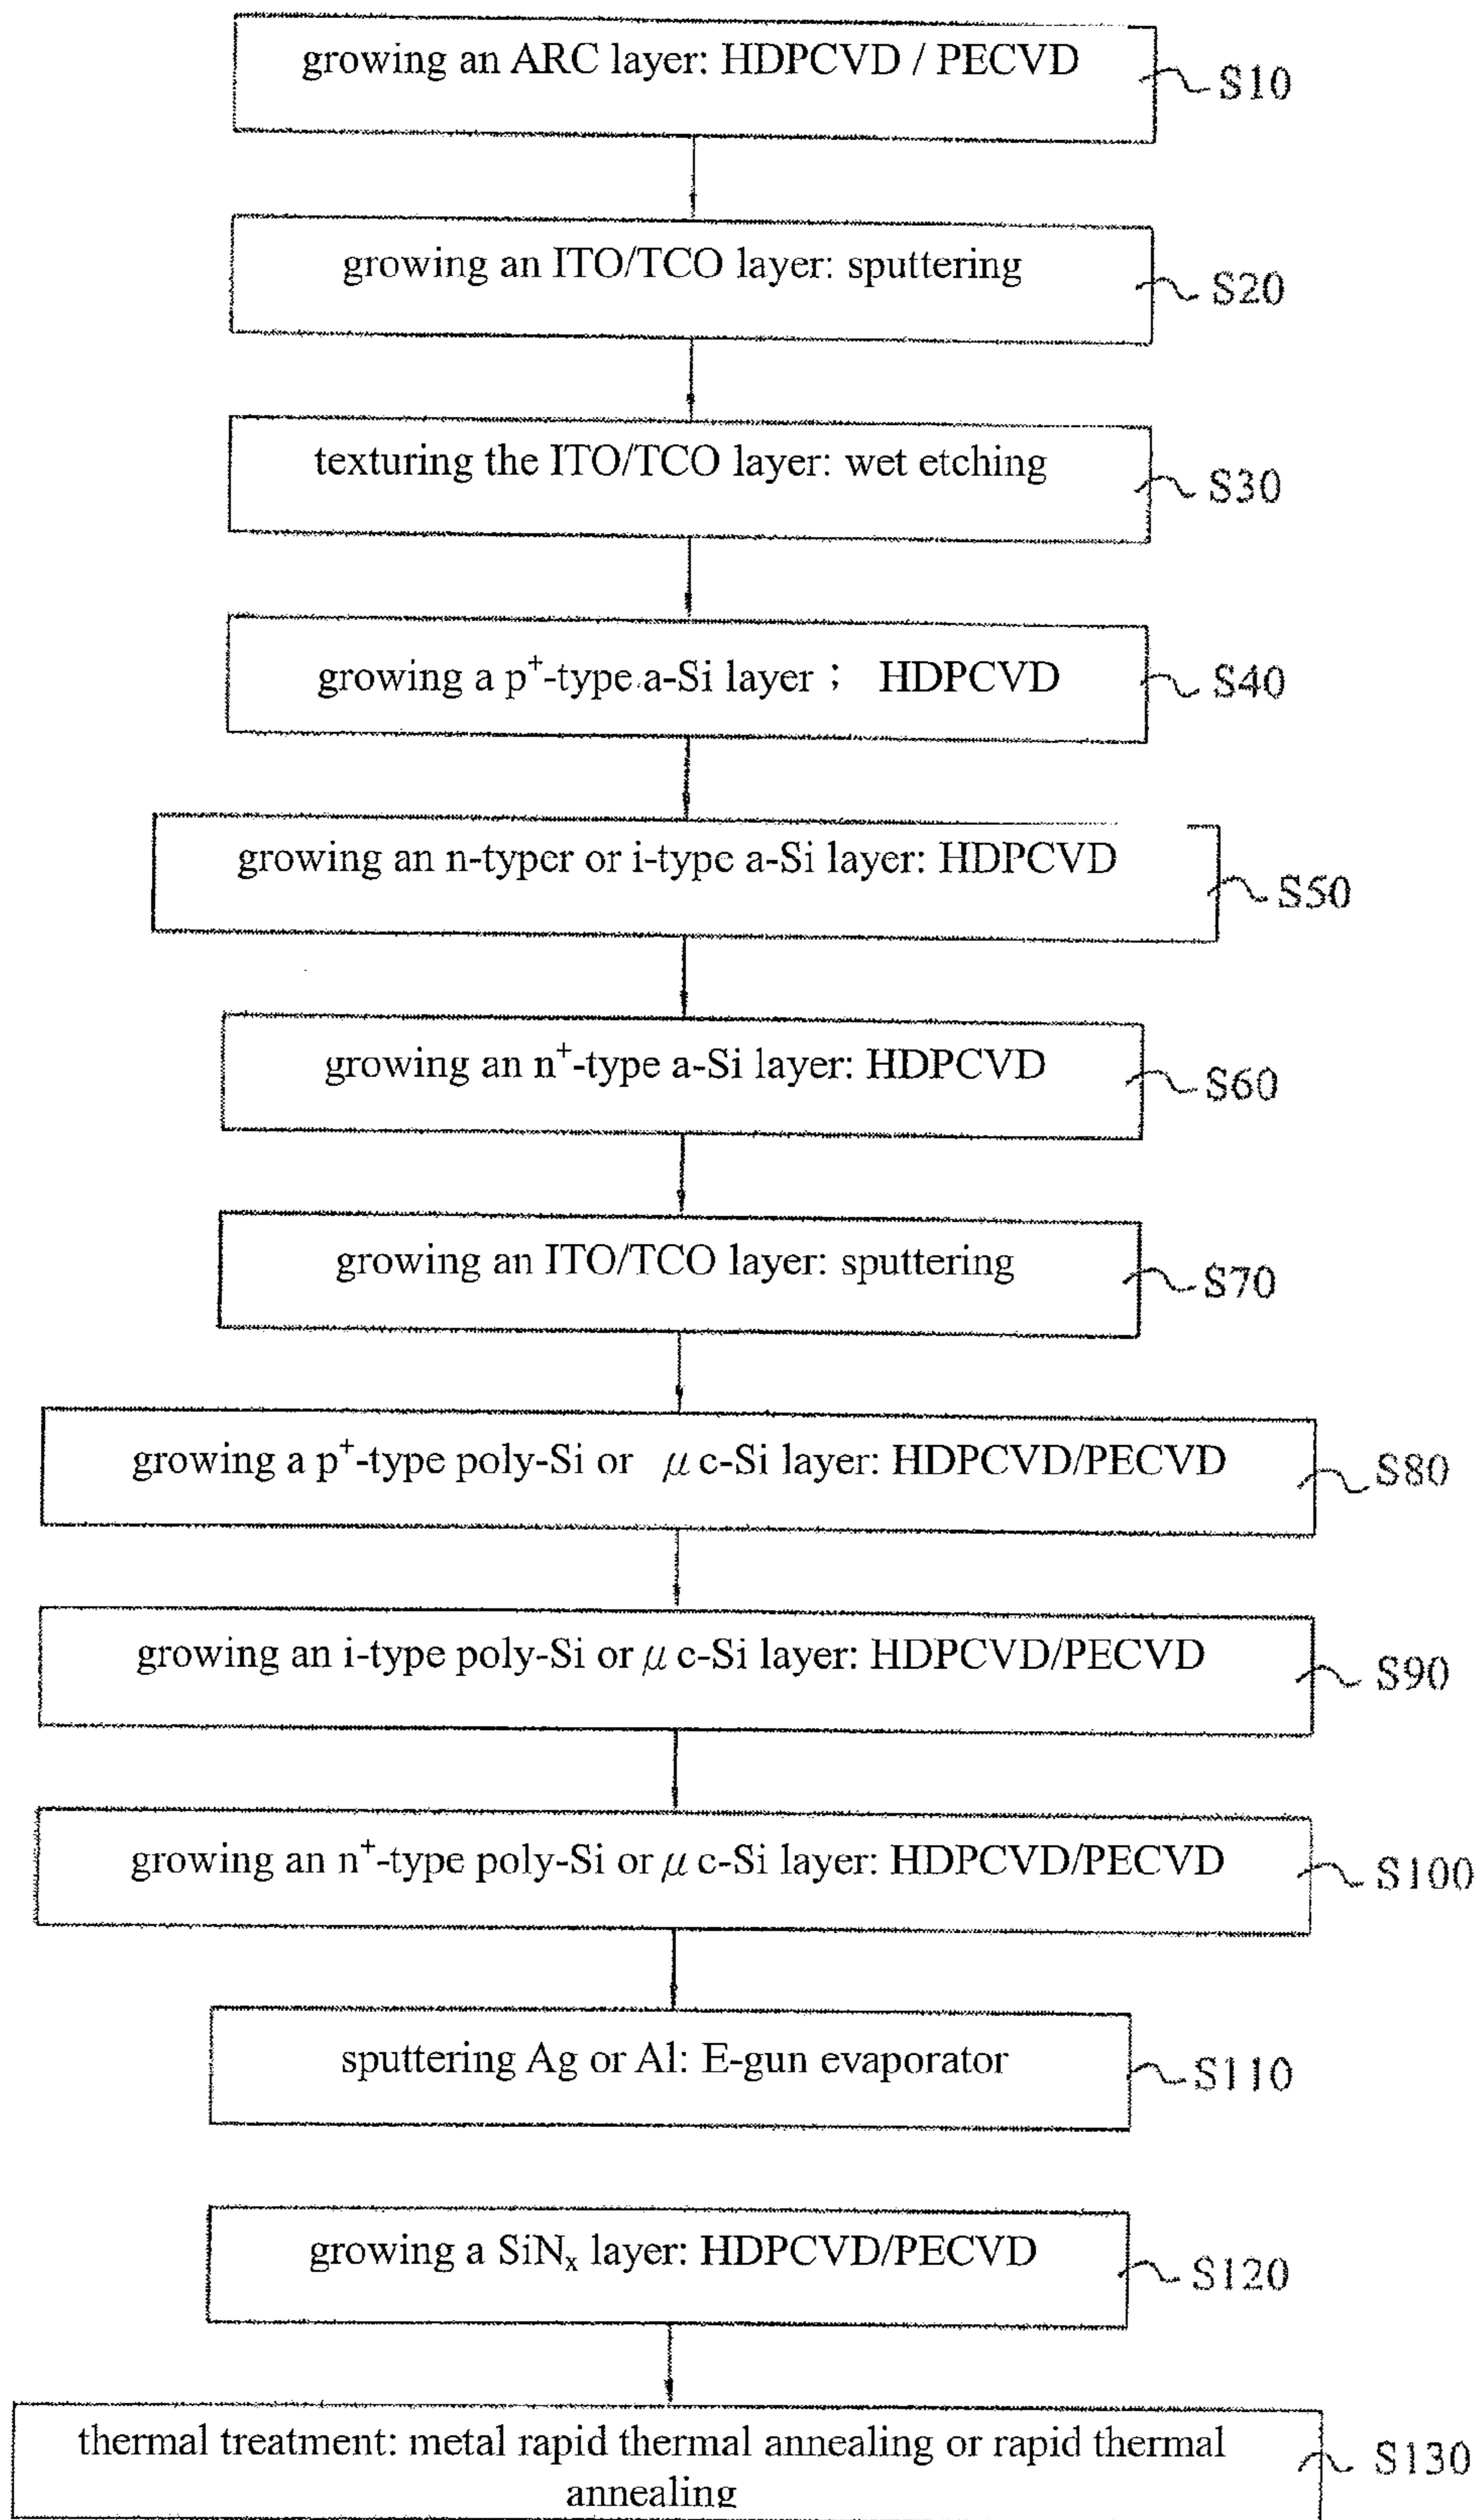 growing an ARC layer: HDPCVD / PECVD
S10
growing an ITO/TCO layer: sputtering
S20
texturing the ITO/TCO layer: wet etching
S30
growing a p⁺-type a-Si layer； HDPCVD
S40
growing an n-typer or i-type a-Si layer: HDPCVD
S50
growing an n⁺-type a-Si layer: HDPCVD
S60
growing an ITO/TCO layer: sputtering
S70
growing a p⁺-type poly-Si or μ c-Si layer: HDPCVD/PECVD
S80
growing an i-type poly-Si or μ c-Si layer: HDPCVD/PECVD
S90
growing an n⁺-type poly-Si or μ c-Si layer: HDPCVD/PECVD
S100
sputtering Ag or Al: E-gun evaporator
S110
growing a SiNₓ layer: HDPCVD/PECVD
S120
thermal treatment: metal rapid thermal annealing or rapid thermal
annealing
S130